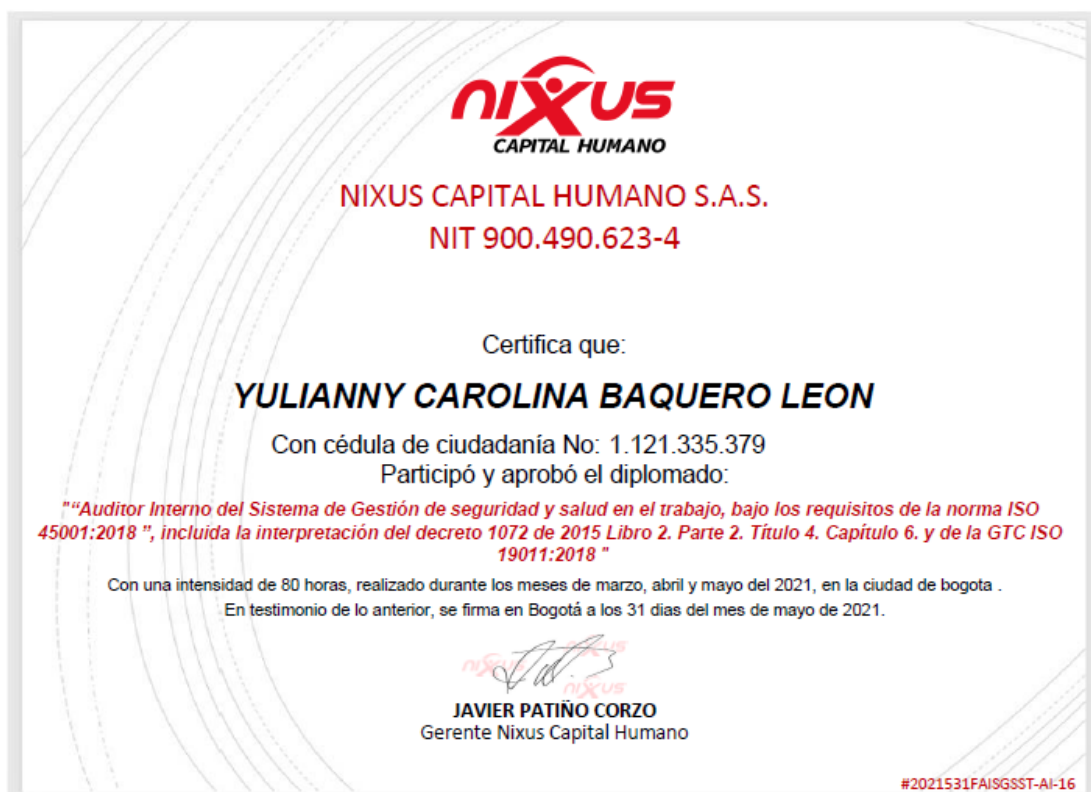 nixus
CAPITAL HUMANO
NIXUS CAPITAL HUMANO S.A.S.
NIT 900.490.623-4
Certifica que:
YULIANNY CAROLINA BAQUERO LEON
Con cédula de ciudadanía No: 1.121.335.379
Participó y aprobó el diplomado:
"“Auditor Interno del Sistema de Gestión de seguridad y salud en el trabajo, bajo los requisitos de la norma ISO
45001:2018 ”, incluida la interpretación del decreto 1072 de 2015 Libro 2. Parte 2. Título 4. Capítulo 6. y de la GTC ISO
19011:2018 "
Con una intensidad de 80 horas, realizado durante los meses de marzo, abril y mayo del 2021, en la ciudad de bogota .
En testimonio de lo anterior, se firma en Bogotá a los 31 dias del mes de mayo de 2021.
nixus
nixus
nixus
JAVIER PATIÑO CORZO
Gerente Nixus Capital Humano
#2021531FAISGSST-AI-16